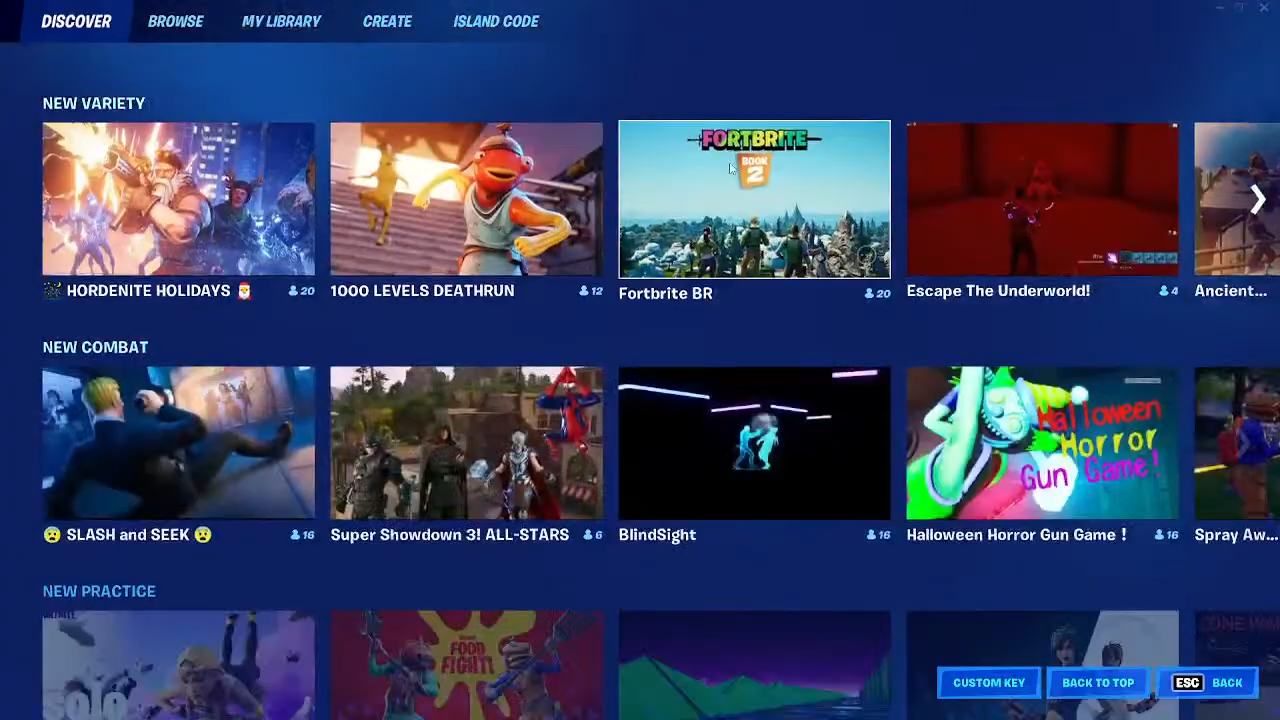 DISCOVER BROWSE MY LIBRARY CREATE ISLAND CODE
NEW VARIETY
FORTBRITE
BOOK
2
🌌 HORDENITE HOLIDAYS 🎅 20
1000 LEVELS DEATHRUN 12
Fortbrite BR 20
Escape The Underworld! 4
Ancient...
NEW COMBAT
Halloween
Horror
Gun Game!
😨 SLASH and SEEK 😨 16
Super Showdown 3! ALL-STARS 6
BlindSight 16
Halloween Horror Gun Game ! 16
Spray Aw...
NEW PRACTICE
FOOD
FIGHT!
SOLO
CUSTOM KEY BACK TO TOP ESC BACK